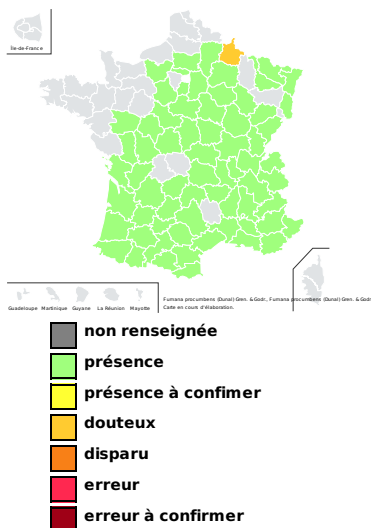 Île-de-France
Guadeloupe Martinique Guyane La Réunion Mayotte
Fumana procumbens (Dunal) Gren. & Godr., Fumana procumbens (Dunal) Gren. & Godr.
Carte en cours d'élaboration.
non renseignée
présence
présence à confimer
douteux
disparu
erreur
erreur à confirmer